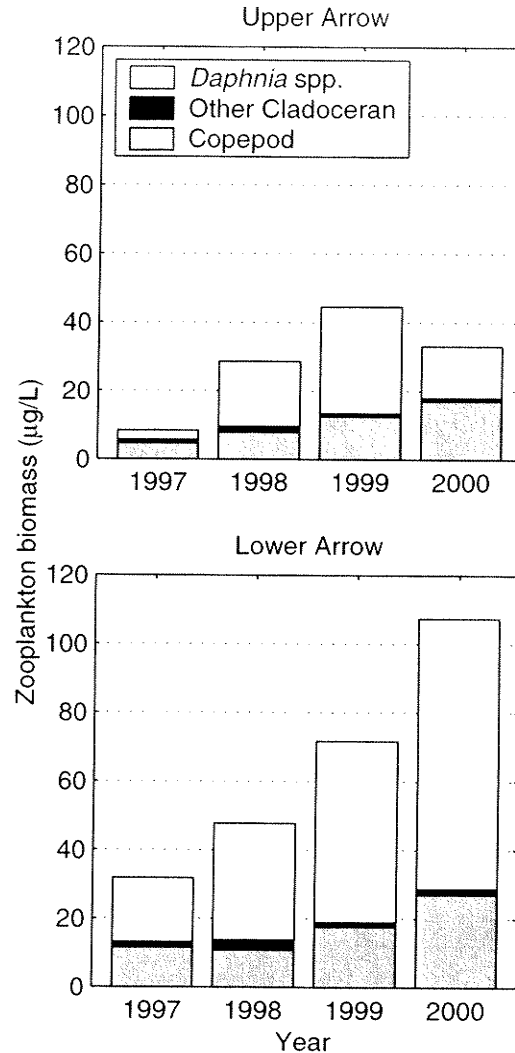 Upper Arrow
120
Daphnia spp.
Other Cladoceran
Copepod
100
80
60
40
20
0
1997 1998 1999 2000
Zooplankton biomass (µg/L)
Lower Arrow
120
100
80
60
40
20
0
1997 1998 1999 2000
Year